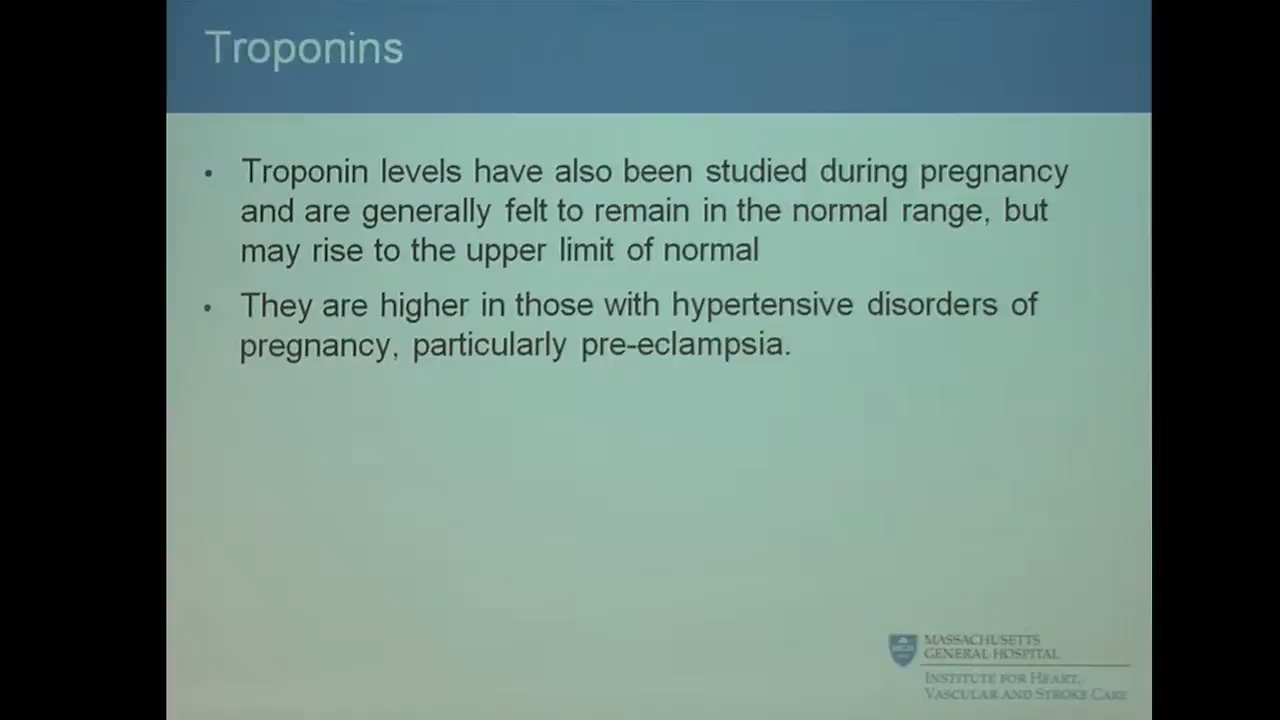 Troponins
• Troponin levels have also been studied during pregnancy
and are generally felt to remain in the normal range, but
may rise to the upper limit of normal
• They are higher in those with hypertensive disorders of
pregnancy, particularly pre-eclampsia.
MASSACHUSETTS
GENERAL HOSPITAL
INSTITUTE FOR HEART,
VASCULAR AND STROKE CARE